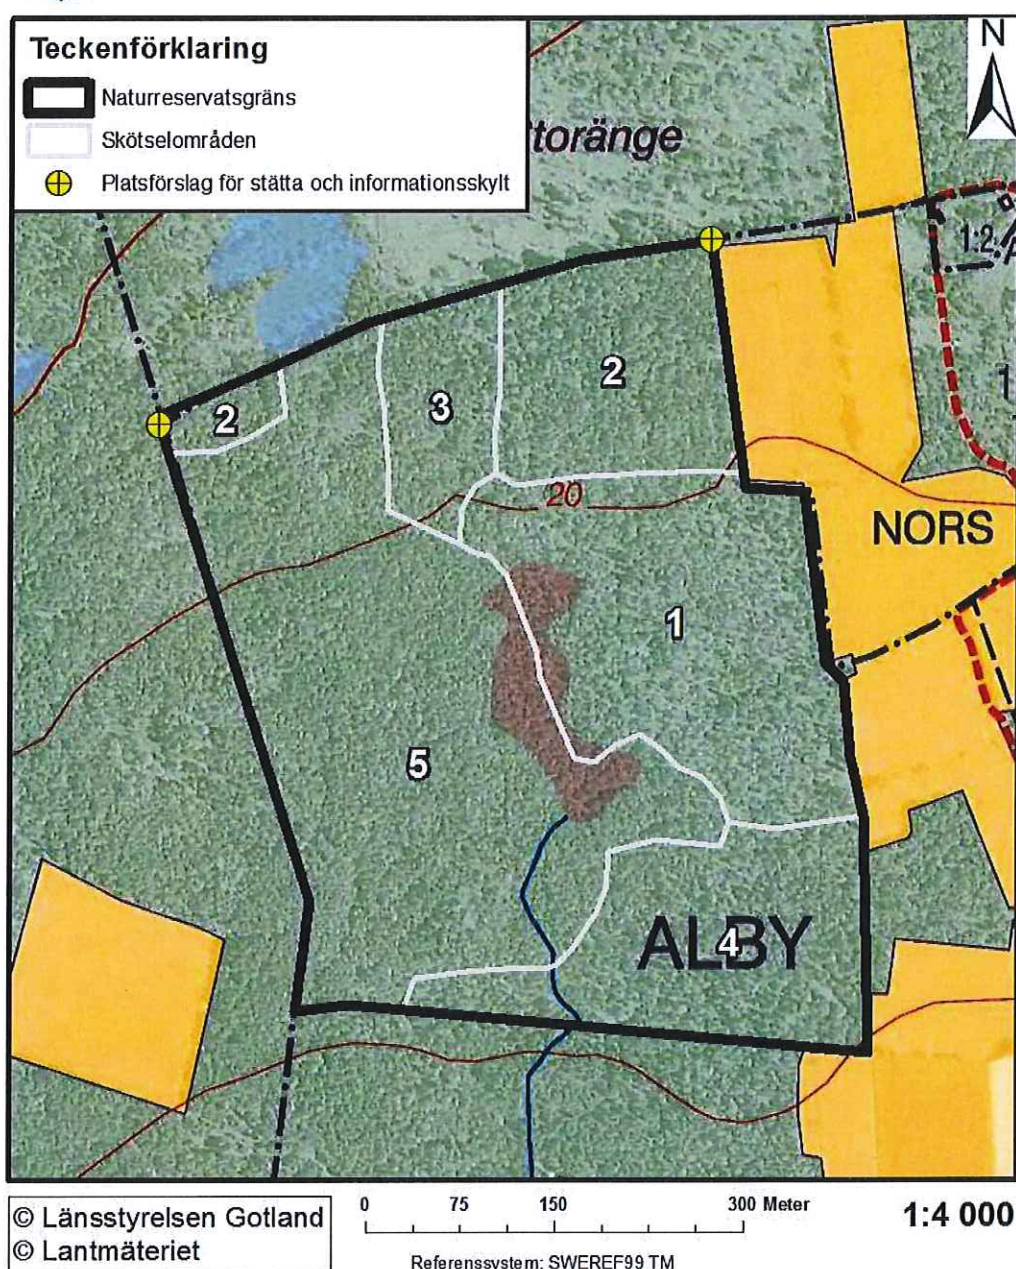 Teckenförklaring
Naturreservatsgräns
Skötselområden
Platsförslag för stätta och informationsskylt
toränge
N
1:2
2
3
2
20
NORS
1
5
ALBY
4
© Länsstyrelsen Gotland
© Lantmäteriet
0 75 150 300 Meter
1:4 000
Referenssystem: SWEREF99 TM